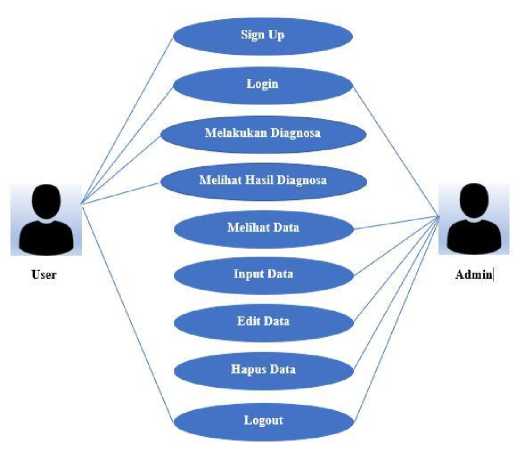 Sign Up
Login
Melakukan Diagnosa
Melihat Hasil Diagnosa
Melihat Data
Input Data
Edit Data
Hapus Data
Logout
User
Admin